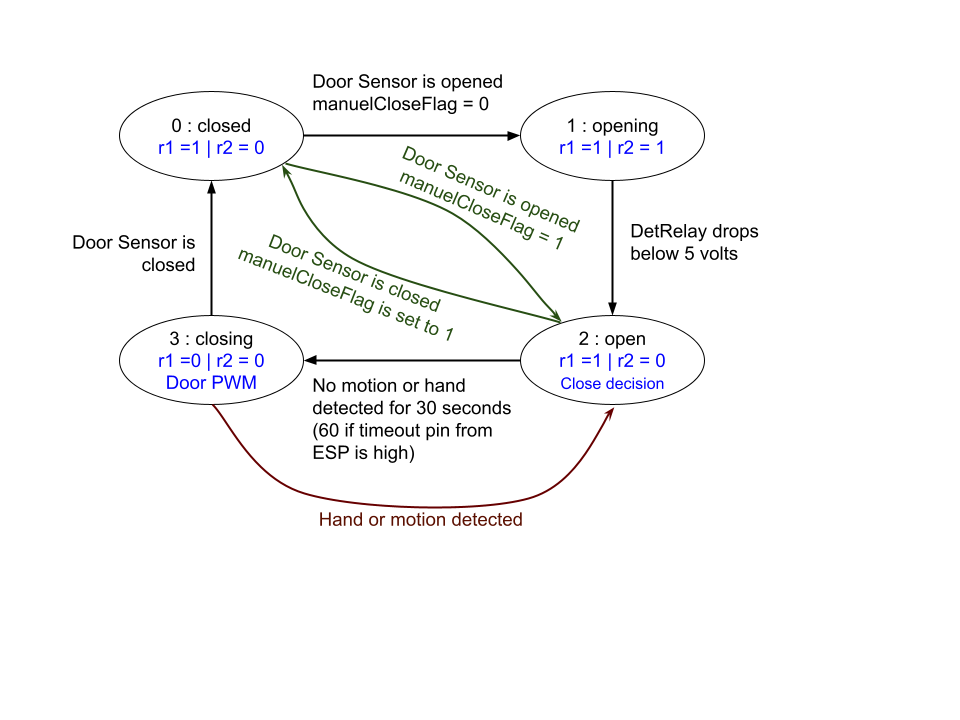 Door Sensor is opened
manuelCloseFlag = 0
0 : closed
r1 =1 | r2 = 0
1 : opening
r1 =1 | r2 = 1
Door Sensor is opened
manuelCloseFlag = 1
DetRelay drops
below 5 volts
Door Sensor is
closed
Door Sensor is closed
manuelCloseFlag is set to 1
3 : closing
r1 =0 | r2 = 0
Door PWM
2 : open
r1 =1 | r2 = 0
Close decision
No motion or hand
detected for 30 seconds
(60 if timeout pin from
ESP is high)
Hand or motion detected